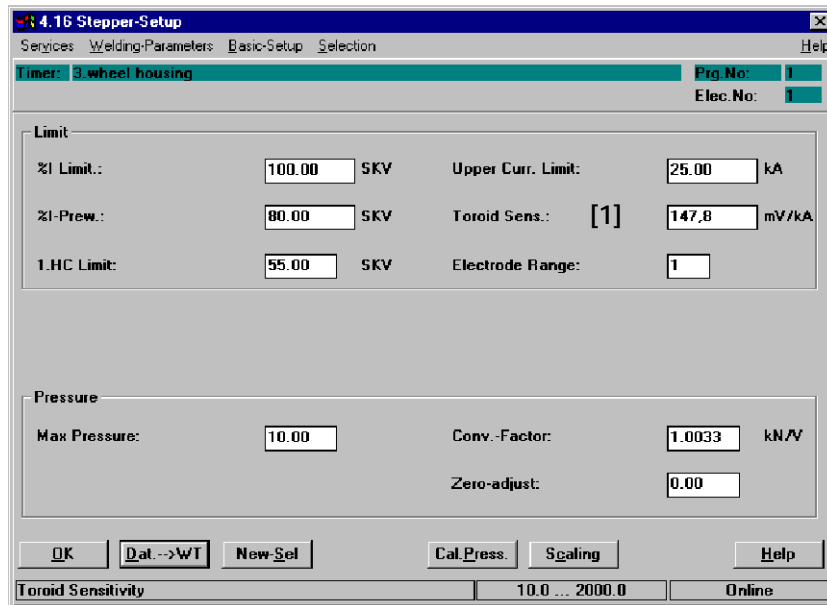 4.16 Stepper-Setup
Services Welding-Parameters Basic-Setup Selection Help
Timer: 3.wheel housing Prg.No: 1
Elec.No: 1
Limit
%I Limit.: 100.00 SKV Upper Curr. Limit: 25.00 kA
%I-Prew.: 80.00 SKV Toroid Sens.: [1] 147,8 mV/kA
1.HC Limit: 55.00 SKV Electrode Range: 1
Pressure
Max Pressure: 10.00 Conv.-Factor: 1.0033 kN/V
Zero-adjust: 0.00
OK Dat.-->WT New-Sel Cal.Press. Scaling Help
Toroid Sensitivity 10.0 ... 2000.0 Online